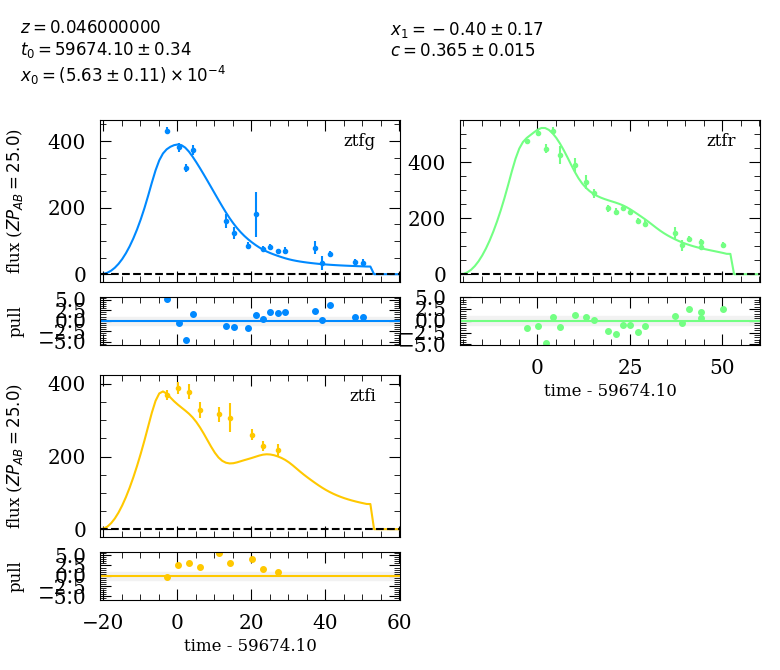 z = 0.046000000
t₀ = 59674.10 ± 0.34
x₀ = (5.63 ± 0.11) × 10⁻⁴
x₁ = −0.40 ± 0.17
c = 0.365 ± 0.015
flux (ZP_AB = 25.0)
400
200
0
ztfg
400
200
0
ztfr
pull
5.0
2.5
0.0
−2.5
−5.0
5.0
2.5
0.0
−2.5
−5.0
0
25
50
time - 59674.10
flux (ZP_AB = 25.0)
400
200
0
ztfi
pull
5.0
2.5
0.0
−2.5
−5.0
−20
0
20
40
60
time - 59674.10